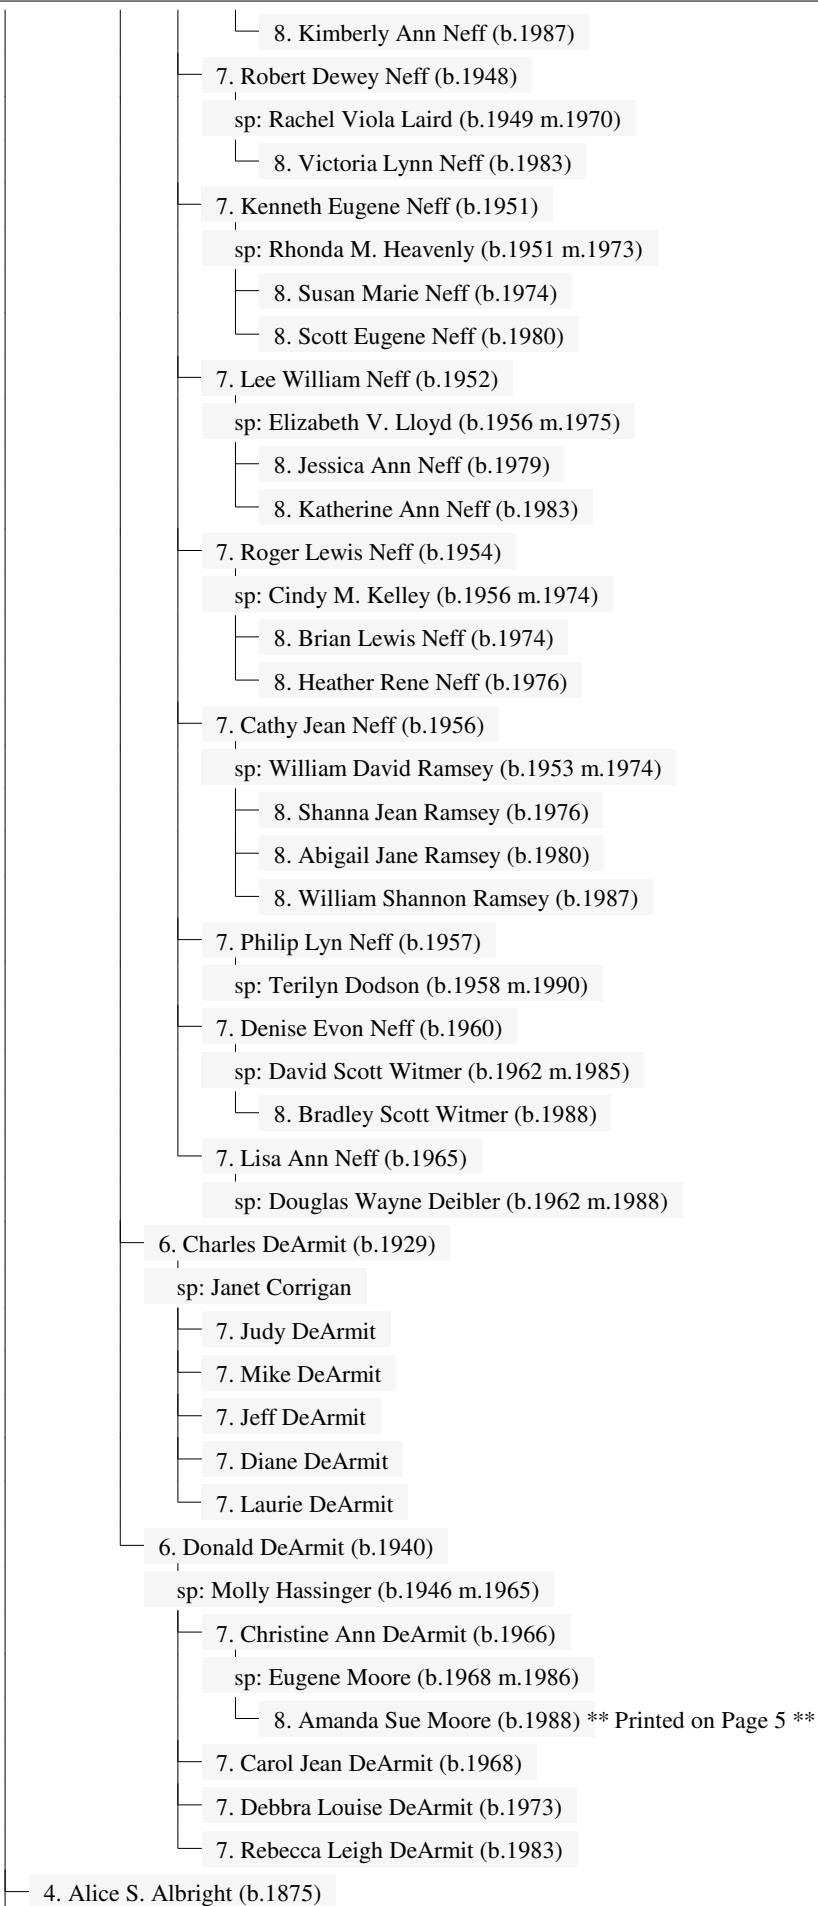 8. Kimberly Ann Neff (b.1987)
7. Robert Dewey Neff (b.1948)
sp: Rachel Viola Laird (b.1949 m.1970)
8. Victoria Lynn Neff (b.1983)
7. Kenneth Eugene Neff (b.1951)
sp: Rhonda M. Heavenly (b.1951 m.1973)
8. Susan Marie Neff (b.1974)
8. Scott Eugene Neff (b.1980)
7. Lee William Neff (b.1952)
sp: Elizabeth V. Lloyd (b.1956 m.1975)
8. Jessica Ann Neff (b.1979)
8. Katherine Ann Neff (b.1983)
7. Roger Lewis Neff (b.1954)
sp: Cindy M. Kelley (b.1956 m.1974)
8. Brian Lewis Neff (b.1974)
8. Heather Rene Neff (b.1976)
7. Cathy Jean Neff (b.1956)
sp: William David Ramsey (b.1953 m.1974)
8. Shanna Jean Ramsey (b.1976)
8. Abigail Jane Ramsey (b.1980)
8. William Shannon Ramsey (b.1987)
7. Philip Lyn Neff (b.1957)
sp: Terilyn Dodson (b.1958 m.1990)
7. Denise Evon Neff (b.1960)
sp: David Scott Witmer (b.1962 m.1985)
8. Bradley Scott Witmer (b.1988)
7. Lisa Ann Neff (b.1965)
sp: Douglas Wayne Deibler (b.1962 m.1988)
6. Charles DeArmit (b.1929)
sp: Janet Corrigan
7. Judy DeArmit
7. Mike DeArmit
7. Jeff DeArmit
7. Diane DeArmit
7. Laurie DeArmit
6. Donald DeArmit (b.1940)
sp: Molly Hassinger (b.1946 m.1965)
7. Christine Ann DeArmit (b.1966)
sp: Eugene Moore (b.1968 m.1986)
8. Amanda Sue Moore (b.1988) ** Printed on Page 5 **
7. Carol Jean DeArmit (b.1968)
7. Debbra Louise DeArmit (b.1973)
7. Rebecca Leigh DeArmit (b.1983)
4. Alice S. Albright (b.1875)